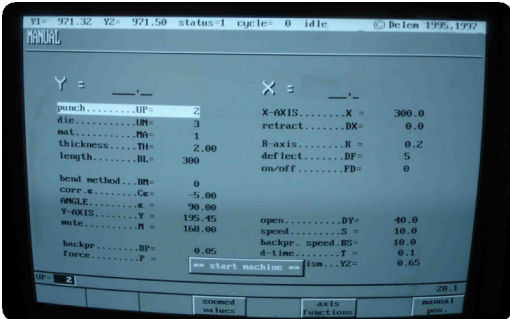 Y1= 971.32 Y2= 971.50 status=1 cycle= 0 idle © Delem 1995,1997
MANUAL
Y = ___._ X = ___._
punch.........UP= 2
die...........UM= 3
mat...........MA= 1
thickness.....TH= 2.00
length........BL= 300
bend method...BM= 0
corr.α........Cα= -5.00
ANGLE.........α = 90.00
Y-AXIS........Y = 195.45
mute..........M = 168.00
backpr........BP= 0.05
force.........P =
X-AXIS.......X = 300.0
retract......DX= 0.0
R-axis.......R = 0.2
deflect......DF= 5
on/off.......FD= 0
open.........DY= 40.0
speed........S = 10.0
backpr. speed.BS= 10.0
d-time.......T = 0.1
ism...YZ= 0.65
== start machine ==
UP= 2 20.1
zoomed values
axis functions
manual pos.